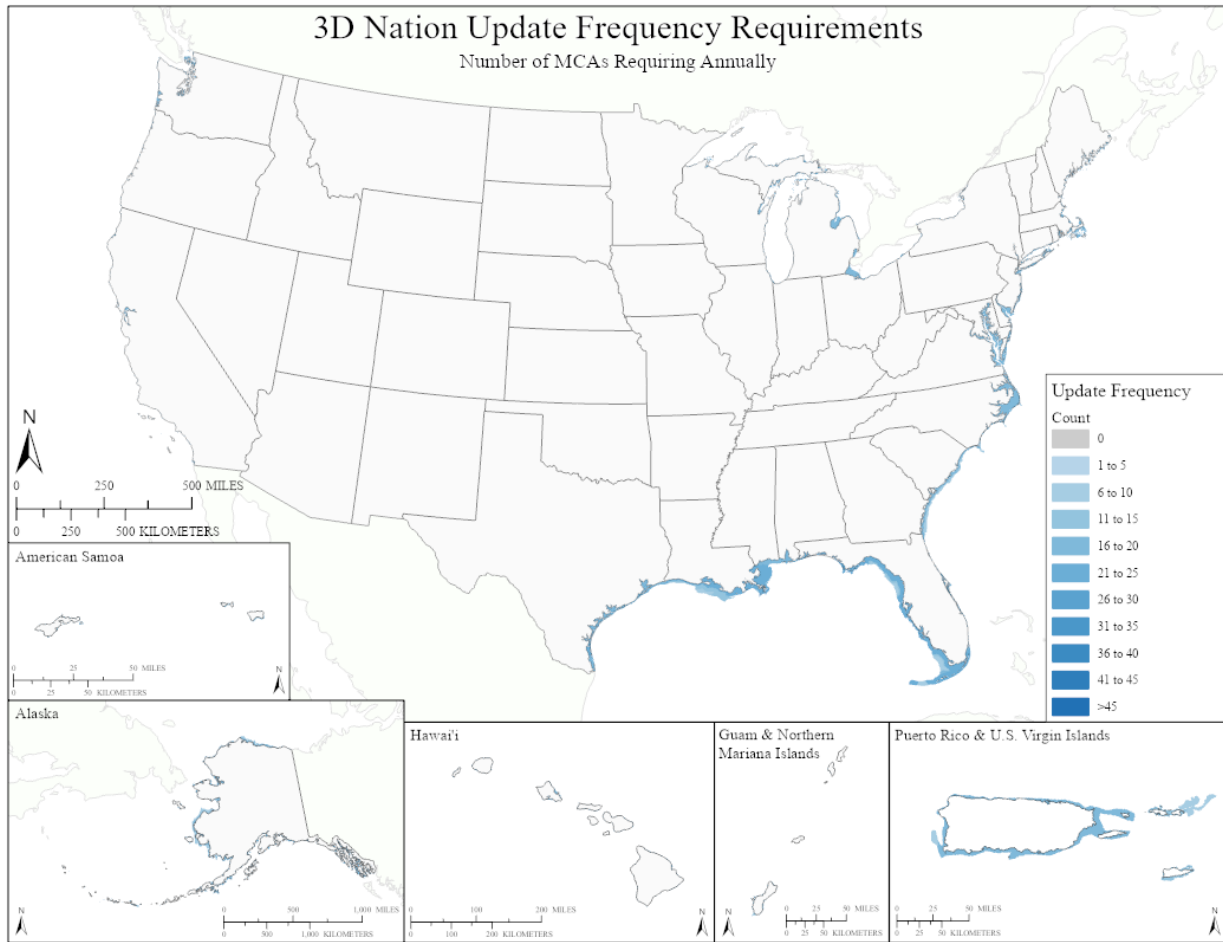 3D Nation Update Frequency Requirements
Number of MCAs Requiring Annually
N
0 250 500 MILES
0 250 500 KILOMETERS
Update Frequency
Count
0
1 to 5
6 to 10
11 to 15
16 to 20
21 to 25
26 to 30
31 to 35
36 to 40
41 to 45
>45
American Samoa
0 25 50 MILES
0 25 50 KILOMETERS
N
Alaska
N
0 500 1,000 MILES
0 500 1,000 KILOMETERS
Hawai'i
0 100 200 MILES
0 100 200 KILOMETERS
N
Guam & Northern
Mariana Islands
0 25 50 MILES
0 25 50 KILOMETERS
N
Puerto Rico & U.S. Virgin Islands
0 25 50 MILES
0 25 50 KILOMETERS
N